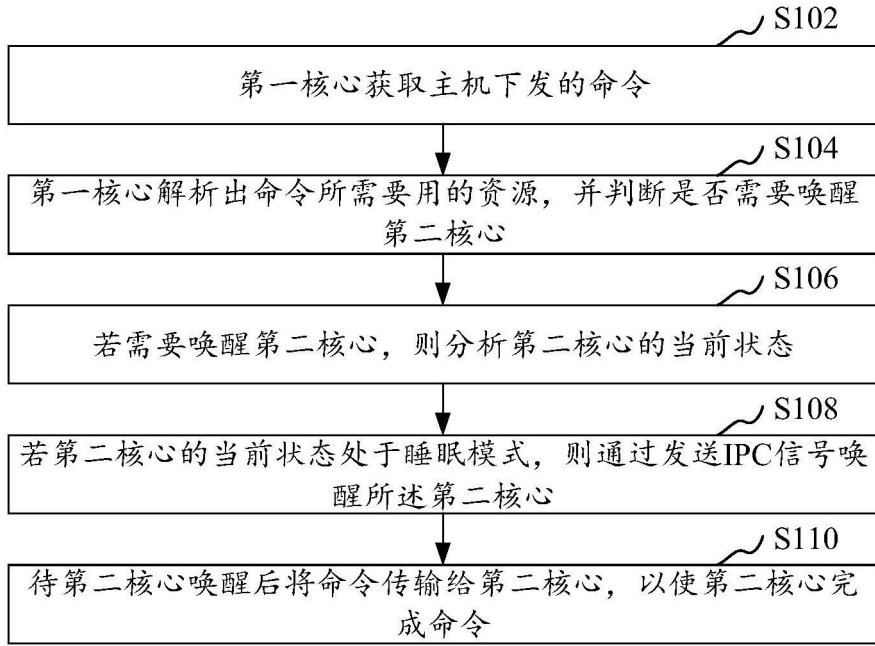 S102
第一核心获取主机下发的命令
S104
第一核心解析出命令所需要用的资源，并判断是否需要唤醒
第二核心
S106
若需要唤醒第二核心，则分析第二核心的当前状态
S108
若第二核心的当前状态处于睡眠模式，则通过发送IPC信号唤
醒所述第二核心
S110
待第二核心唤醒后将命令传输给第二核心，以使第二核心完
成命令